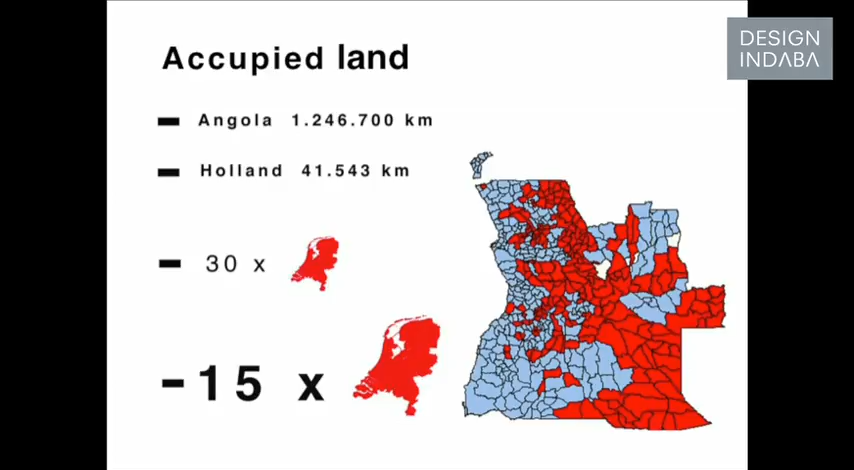 Accupied land
DESIGN
INDABA
Angola 1.246.700 km
Holland 41.543 km
30 x
-15 x